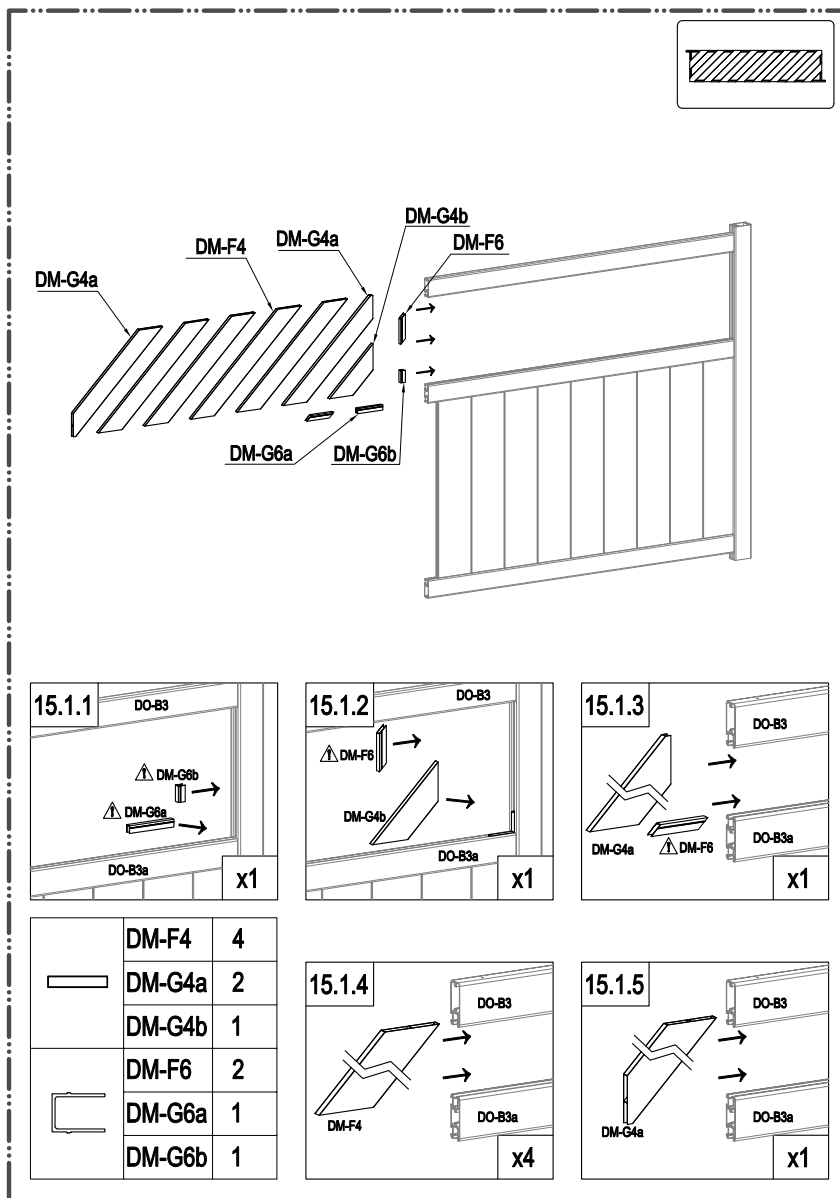 DM-G4b
DM-G4a
DM-F6
DM-F4
DM-G4a
DM-G6a
DM-G6b
15.1.1
DO-B3
DM-G6b
DM-G6a
DO-B3a
x1
15.1.2
DO-B3
DM-F6
DM-G4b
DO-B3a
x1
15.1.3
DO-B3
DO-B3a
DM-G4a
DM-F6
x1
DM-F4 4
DM-G4a 2
DM-G4b 1
DM-F6 2
DM-G6a 1
DM-G6b 1
15.1.4
DO-B3
DO-B3a
DM-F4
x4
15.1.5
DO-B3
DO-B3a
DM-G4a
x1